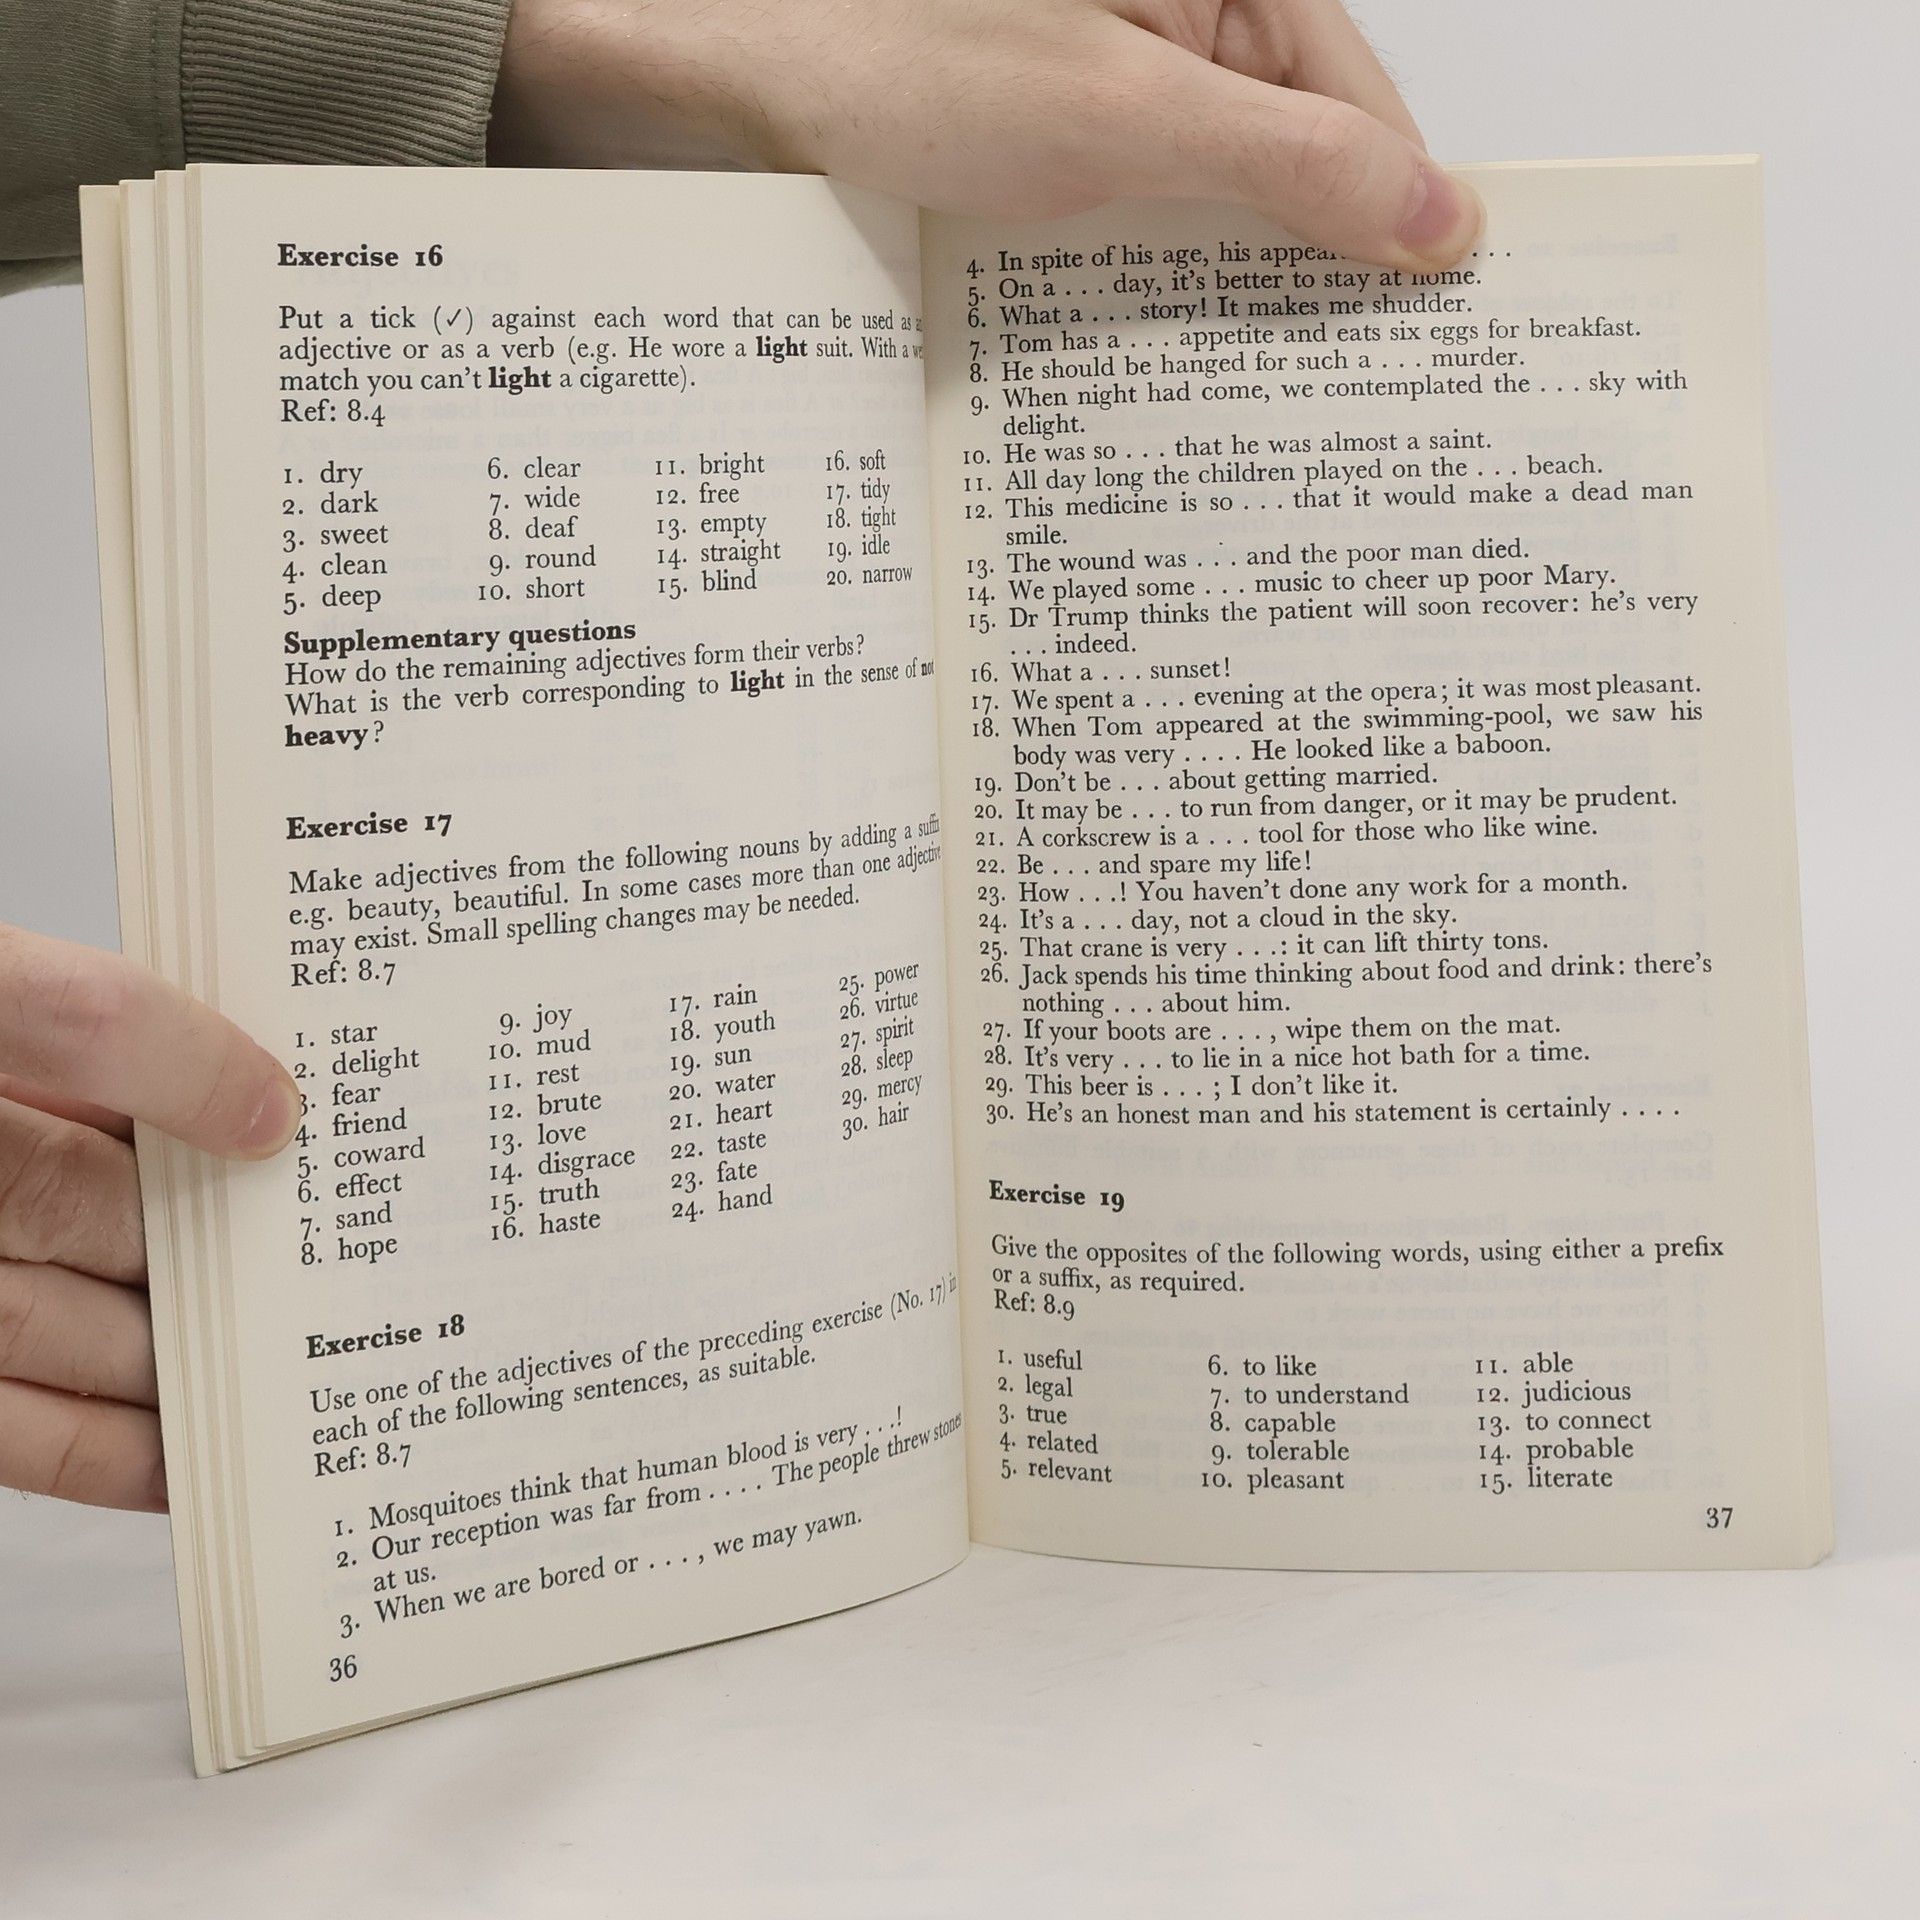 Exercise 16
Put a tick (✓) against each word that can be used as
adjective or as a verb (e.g. He wore a light suit. With a
match you can't light a cigarette).
Ref: 8.4
1. dry 6. clear 11. bright 16. soft
2. dark 7. wide 12. free 17. tidy
3. sweet 8. deaf 13. empty 18. tight
4. clean 9. round 14. straight 19. idle
5. deep 10. short 15. blind 20. narrow
Supplementary questions
How do the remaining adjectives form their verbs?
What is the verb corresponding to light in the sense of not
heavy?
Exercise 17
Make adjectives from the following nouns by adding a suffix
e.g. beauty, beautiful. In some cases more than one adjective
may exist. Small spelling changes may be needed.
Ref: 8.7
1. star 9. joy 17. rain 25. power
2. delight 10. mud 18. youth 26. virtue
3. fear 11. rest 19. sun 27. spirit
4. friend 12. brute 20. water 28. sleep
5. coward 13. love 21. heart 29. mercy
6. effect 14. disgrace 22. taste 30. hair
7. sand 15. truth 23. fate
8. hope 16. haste 24. hand
Exercise 18
Use one of the adjectives of the preceding exercise (No. 17) in
each of the following sentences, as suitable.
Ref: 8.7
1. Mosquitoes think that human blood is very . . .!
2. Our reception was far from . . . . The people threw stones
at us.
3. When we are bored or . . . , we may yawn.
36
4. In spite of his age, his . . .
5. On a . . . day, it's better to stay at home.
6. What a . . . story! It makes me shudder.
7. Tom has a . . . appetite and eats six eggs for breakfast.
8. He should be hanged for such a . . . murder.
9. When night had come, we contemplated the . . . sky with
delight.
10. He was so . . . that he was almost a saint.
11. All day long the children played on the . . . beach.
12. This medicine is so . . . that it would make a dead man
smile.
13. The wound was . . . and the poor man died.
14. We played some . . . music to cheer up poor Mary.
15. Dr Trump thinks the patient will soon recover: he's very
. . . indeed.
16. What a . . . sunset!
17. We spent a . . . evening at the opera; it was most pleasant.
18. When Tom appeared at the swimming-pool, we saw his
body was very . . . . He looked like a baboon.
19. Don't be . . . about getting married.
20. It may be . . . to run from danger, or it may be prudent.
21. A corkscrew is a . . . tool for those who like wine.
22. Be . . . and spare my life!
23. How . . .! You haven't done any work for a month.
24. It's a . . . day, not a cloud in the sky.
25. That crane is very . . .: it can lift thirty tons.
26. Jack spends his time thinking about food and drink: there's
nothing . . . about him.
27. If your boots are . . . , wipe them on the mat.
28. It's very . . . to lie in a nice hot bath for a time.
29. This beer is . . . ; I don't like it.
30. He's an honest man and his statement is certainly . . . .
Exercise 19
Give the opposites of the following words, using either a prefix
or a suffix, as required.
Ref: 8.9
1. useful 6. to like 11. able
2. legal 7. to understand 12. judicious
3. true 8. capable 13. to connect
4. related 9. tolerable 14. probable
5. relevant 10. pleasant 15. literate
37